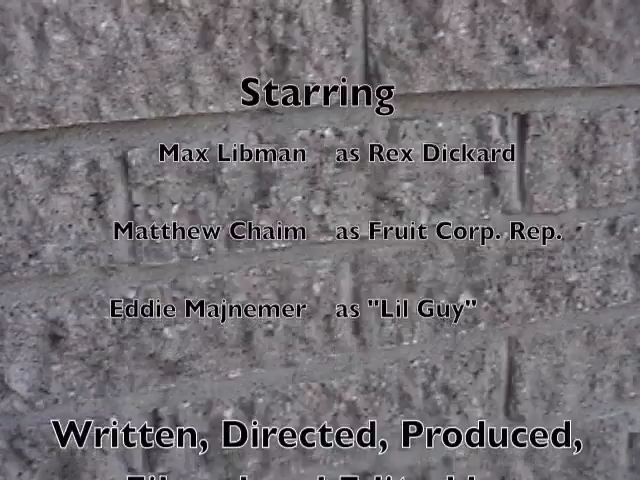 Starring
Max Libman as Rex Dickard
Matthew Chaim as Fruit Corp. Rep.
Eddie Majnemer as "Lil Guy"
Written, Directed, Produced,